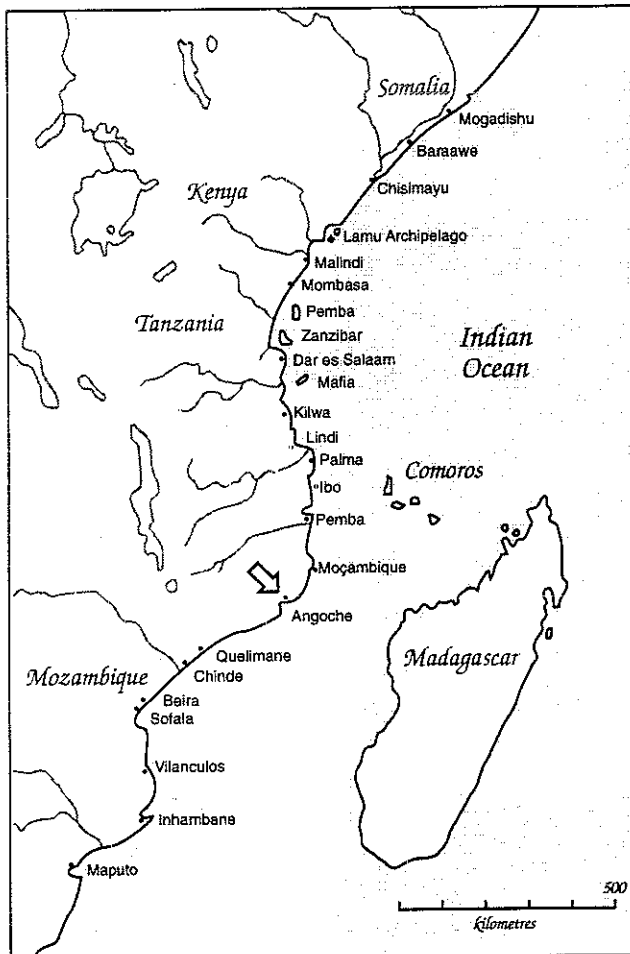 Somalia
Mogadishu
Baraawe
Chisimayu
Kenya
Lamu Archipelago
Malindi
Mombasa
Pemba
Tanzania
Zanzibar
Indian
Ocean
Dar es Salaam
Mafia
Kilwa
Lindi
Palma
Comoros
Ibo
Pemba
Moçambique
Angoche
Quelimane
Madagascar
Mozambique
Chinde
Beira
Sofala
Vilanculos
Inhambane
Maputo
500
kilometres